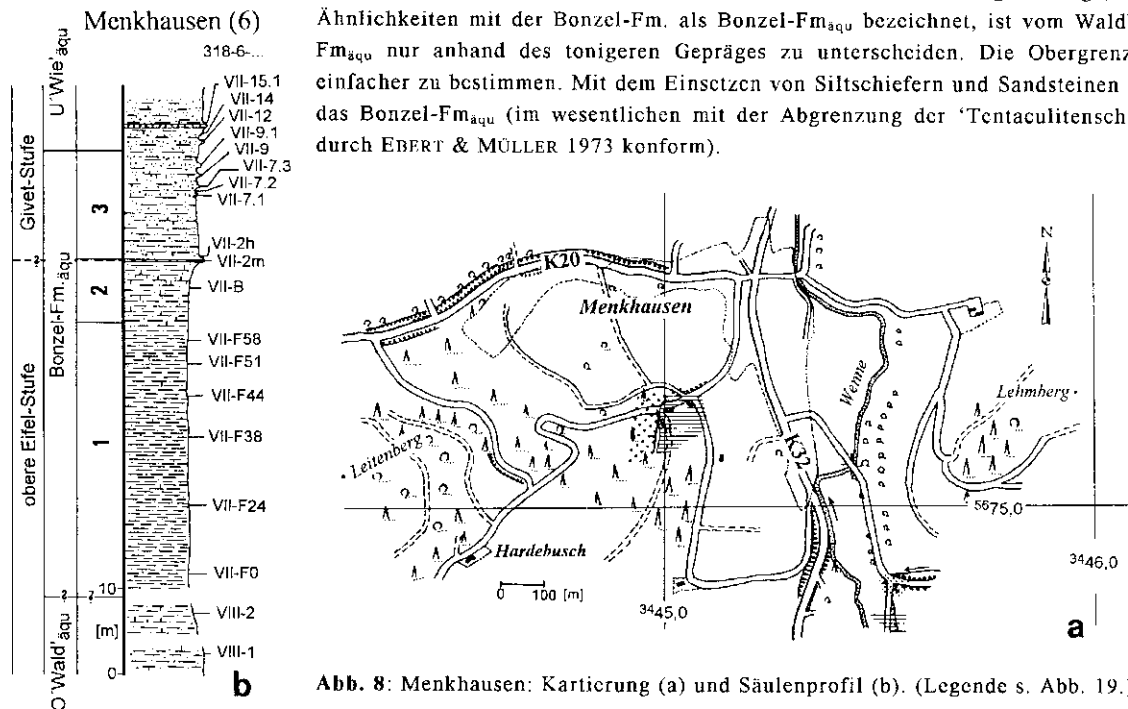 Menkhausen (6)
318-6-...
U'Wie'äqu
Givet-Stufe
obere Eifel-Stufe
Bonzel-Fm.äqu
O'Wald'äqu
3
2
1
VII-15.1
VII-14
VII-12
VII-9.1
VII-9
VII-7.3
VII-7.2
VII-7.1
VII-2h
VII-2m
VII-B
VII-F58
VII-F51
VII-F44
VII-F38
VII-F24
VII-F0
VIII-2
VIII-1
10
[m]
0
b
Ähnlichkeiten mit der Bonzel-Fm. als Bonzel-Fmäqu bezeichnet, ist vom Wald
Fmäqu nur anhand des tonigeren Gepräges zu unterscheiden. Die Obergrenz
einfacher zu bestimmen. Mit dem Einsetzen von Siltschiefern und Sandsteinen
das Bonzel-Fmäqu (im wesentlichen mit der Abgrenzung der 'Tentaculitensch
durch EBERT & MÜLLER 1973 konform).
N
K20
Menkhausen
Wenne
Lehmberg
Leitenberg
K32
Hardebusch
5675,0
3446,0
3445,0
0 100 [m]
a
Abb. 8: Menkhausen: Kartierung (a) und Säulenprofil (b). (Legende s. Abb. 19.)